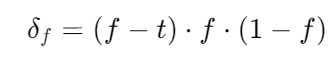 δ_f = (f − t) · f · (1 − f)